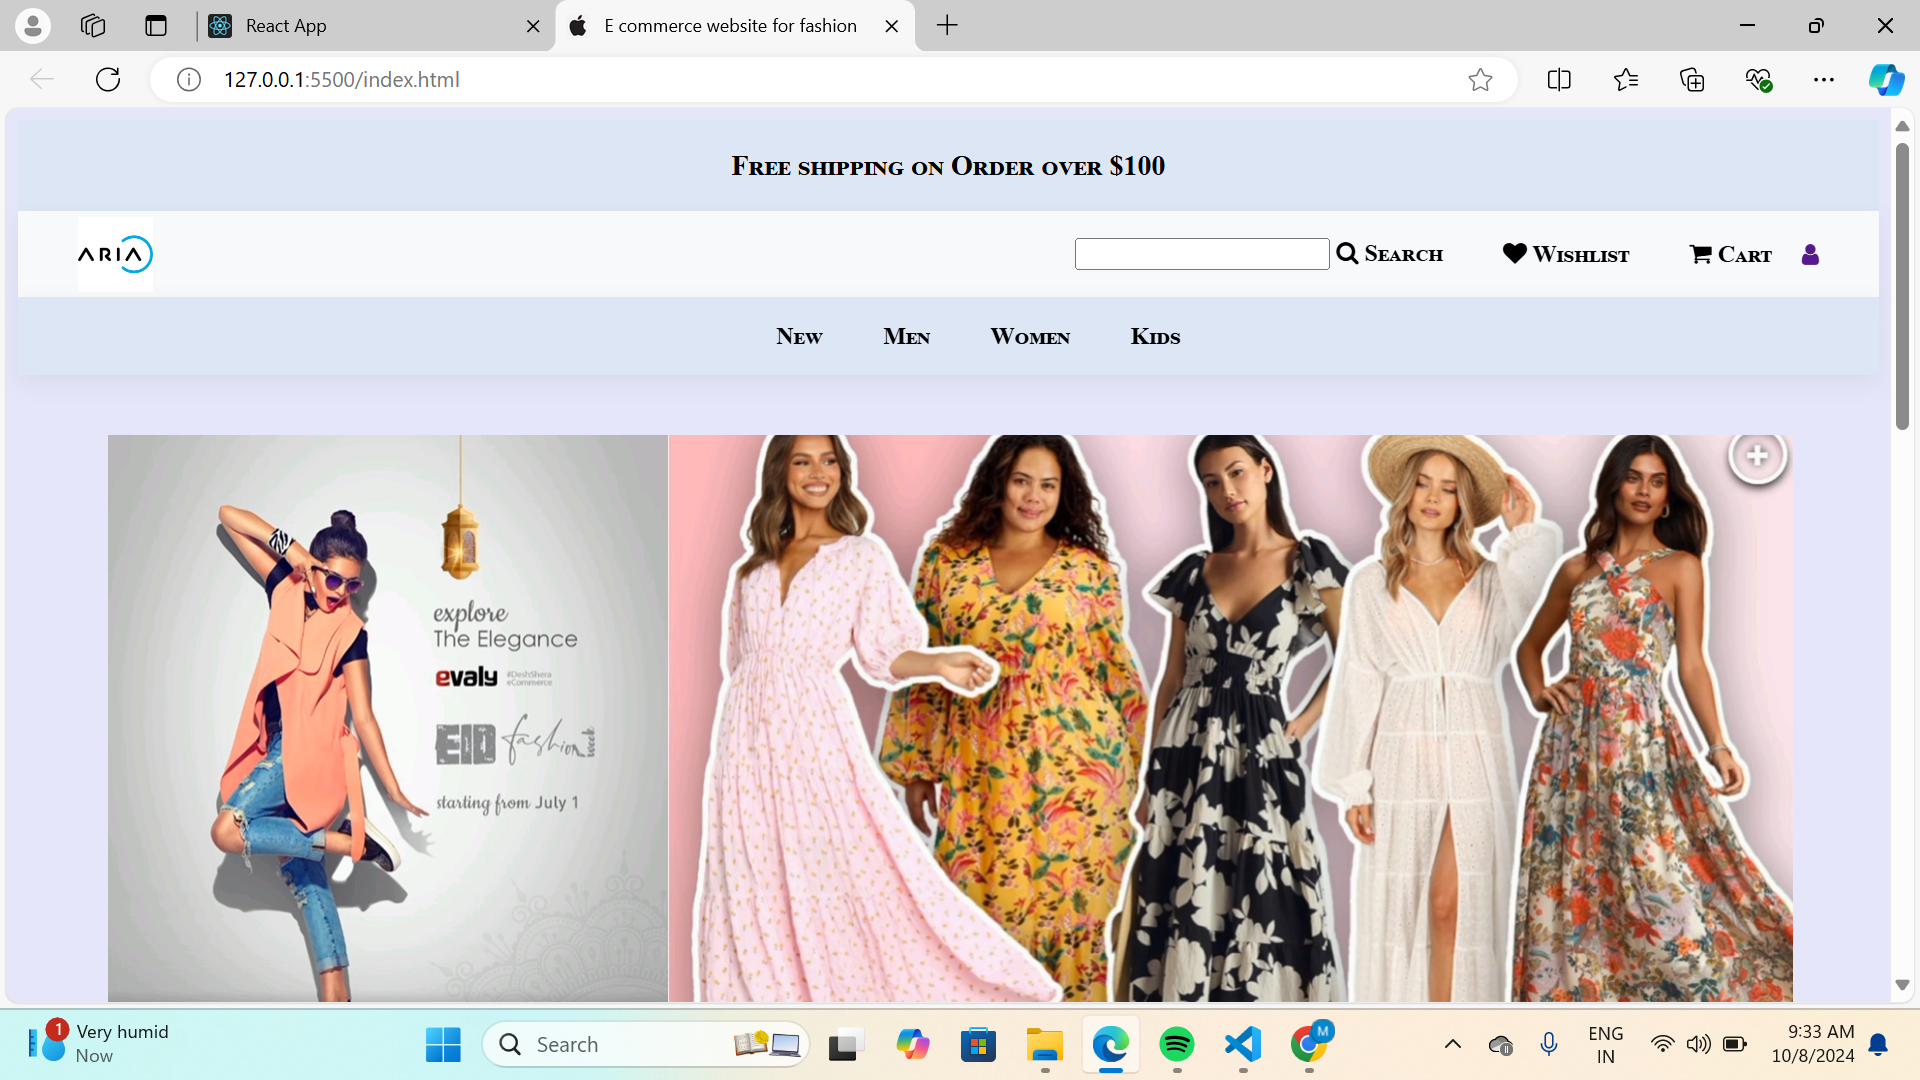 React App
E commerce website for fashion
127.0.0.1:5500/index.html
Free shipping on Order over $100
ARIA
Search
Wishlist
Cart
New
Men
Women
Kids
explore
The Elegance
evaly
#DeshShera
eCommerce
EID fashion week
starting from July 1
1
Very humid
Now
Search
M
ENG
IN
9:33 AM
10/8/2024